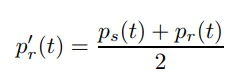 p′_r(t) = \frac{p_s(t) + p_r(t)}{2}